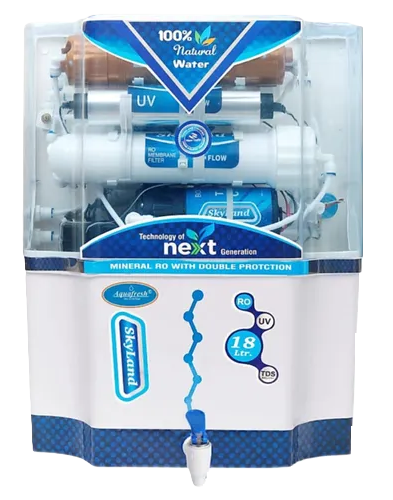 100%
Natural
Water
UV
RO
MEMBRANE
FILTER
FLOW
SkyLand
Technology of
next Generation
MINERAL RO WITH DOUBLE PROTCTION
Aquafresh®
SkyLand
RO
UV
18
Ltr.
TDS